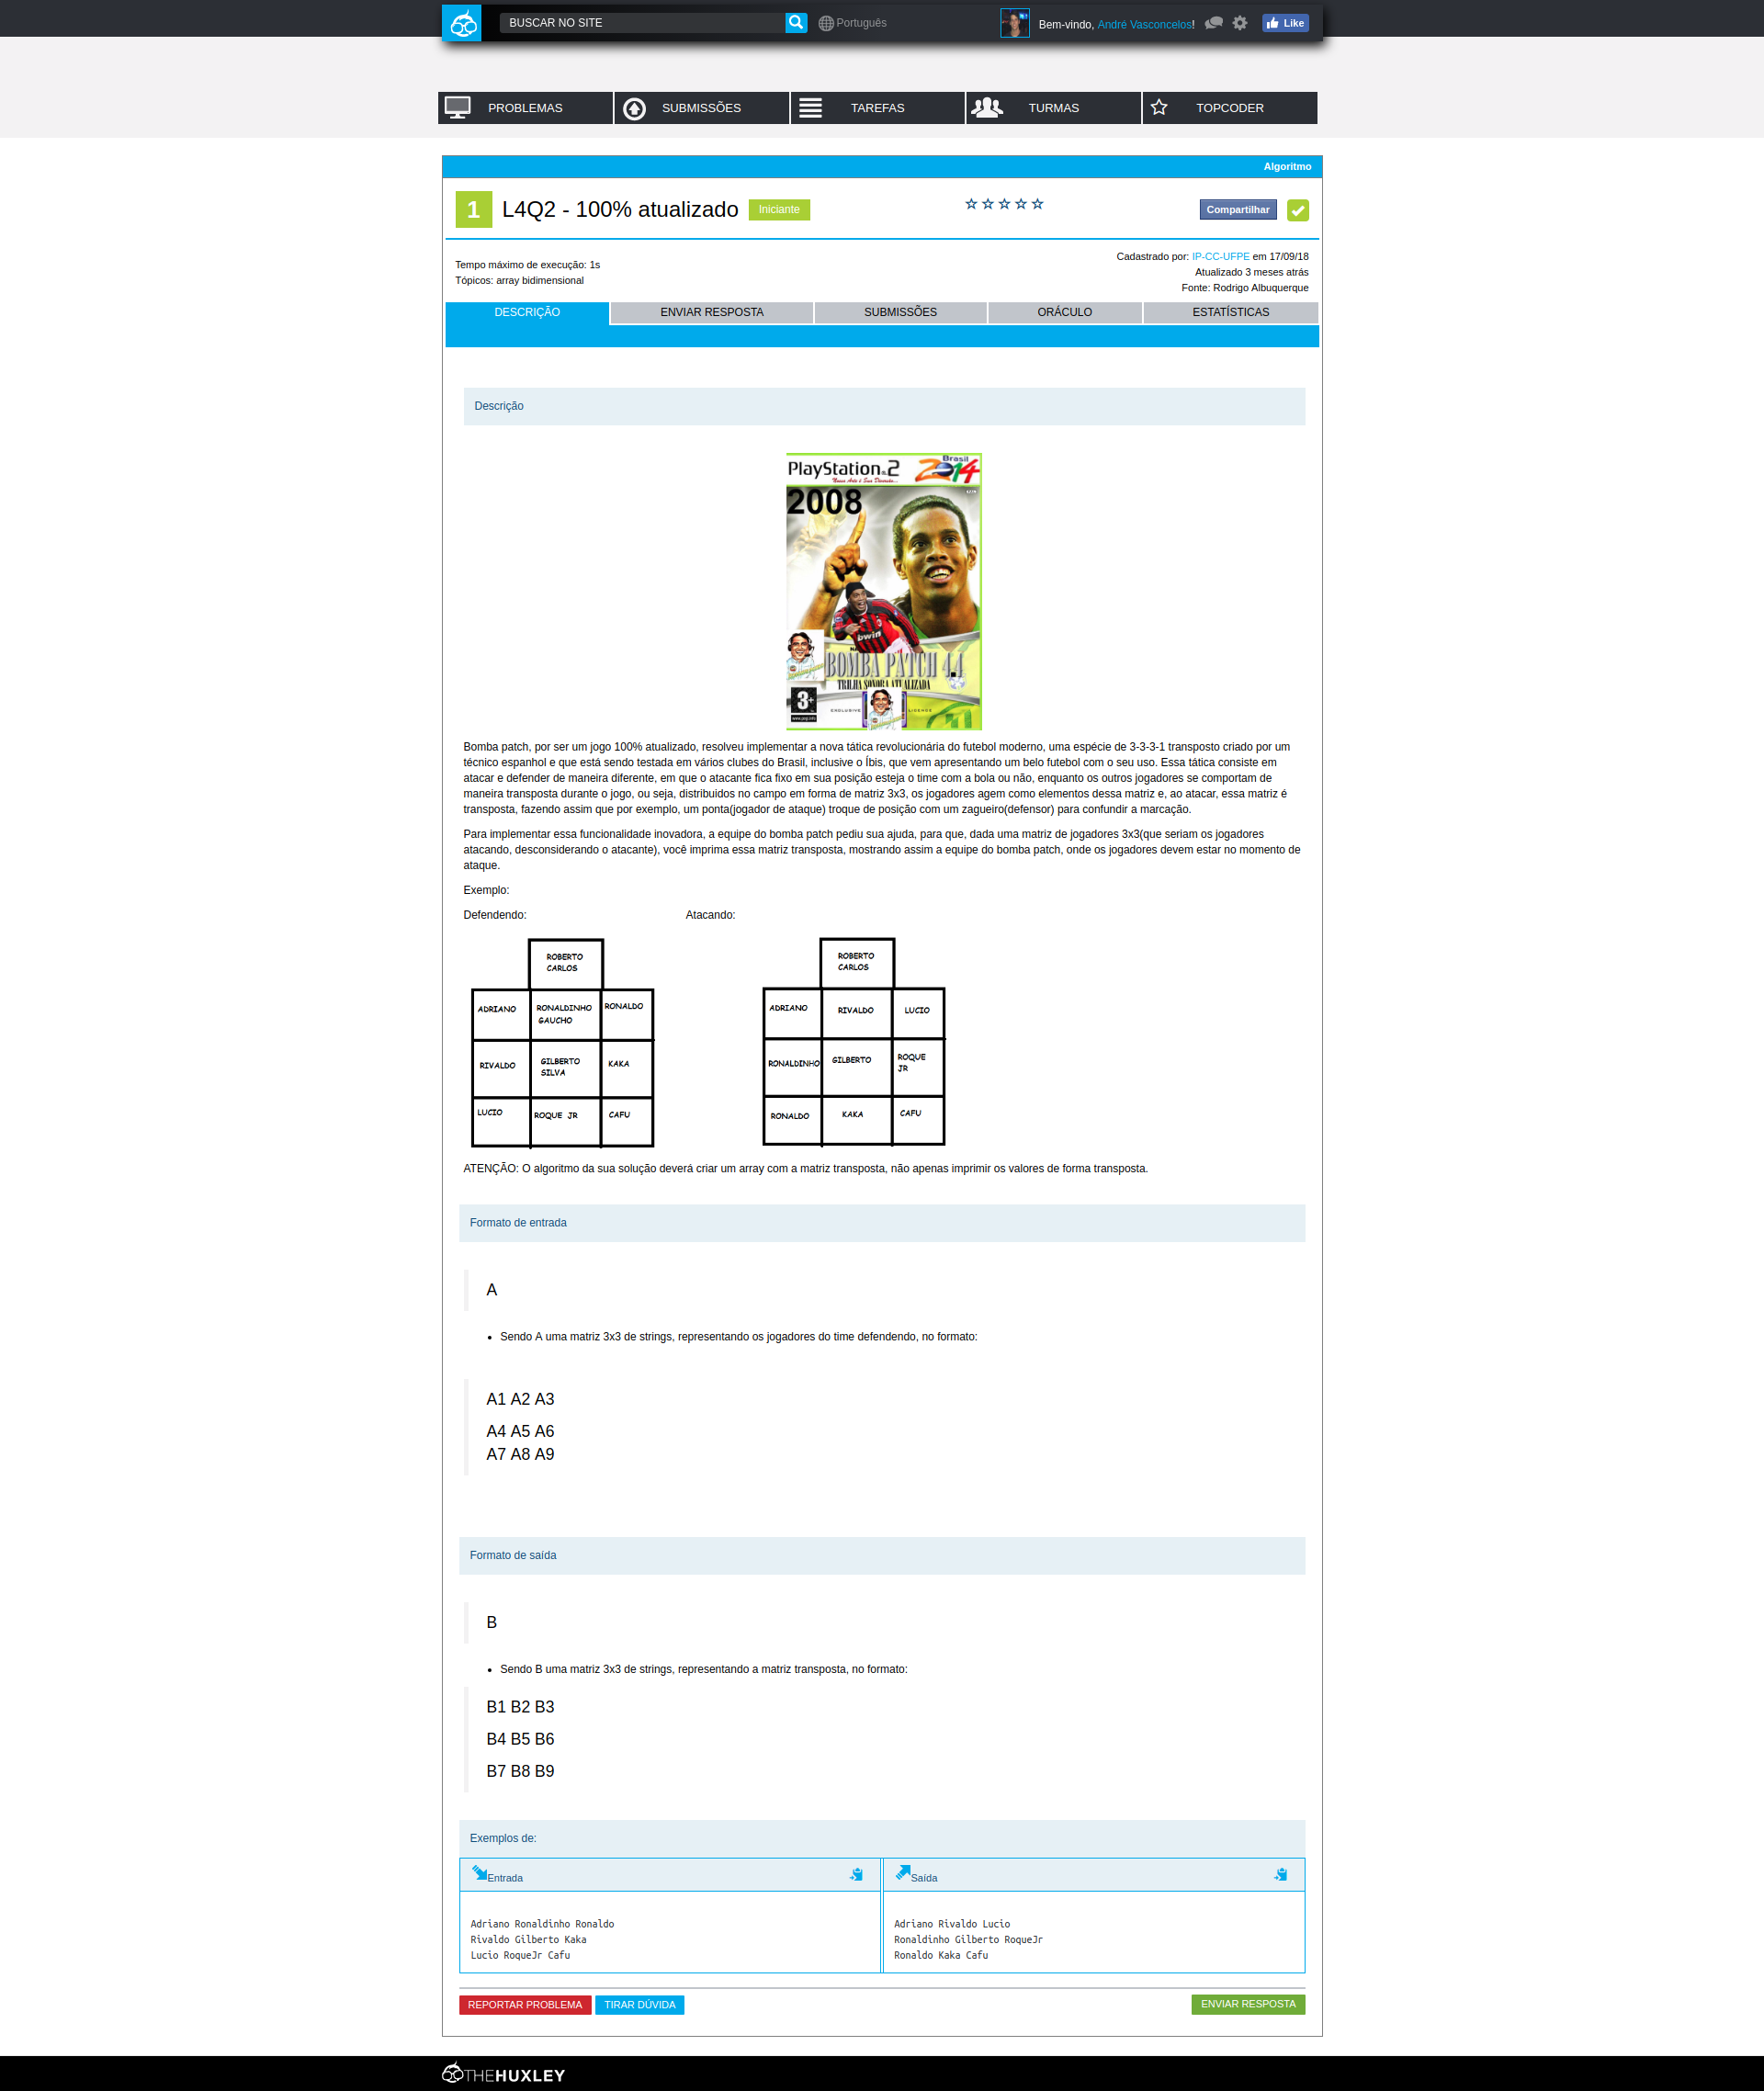 BUSCAR NO SITE
Português
Bem-vindo, André Vasconcelos!
Like
PROBLEMAS
SUBMISSÕES
TAREFAS
TURMAS
TOPCODER
Algoritmo
1
L4Q2 - 100% atualizado
Iniciante
Compartilhar
Tempo máximo de execução: 1s
Tópicos: array bidimensional
Cadastrado por: IP-CC-UFPE em 17/09/18
Atualizado 3 meses atrás
Fonte: Rodrigo Albuquerque
DESCRIÇÃO
ENVIAR RESPOSTA
SUBMISSÕES
ORÁCULO
ESTATÍSTICAS
Descrição
PlayStation 2
Brasil
2014
2008
bwin
BOMBA PATCH 4.4
TRILHA SONORA ATUALIZADA
3+
Bomba patch, por ser um jogo 100% atualizado, resolveu implementar a nova tática revolucionária do futebol moderno, uma espécie de 3-3-3-1 transposto criado por um
técnico espanhol e que está sendo testada em vários clubes do Brasil, inclusive o Íbis, que vem apresentando um belo futebol com o seu uso. Essa tática consiste em
atacar e defender de maneira diferente, em que o atacante fica fixo em sua posição esteja o time com a bola ou não, enquanto os outros jogadores se comportam de
maneira transposta durante o jogo, ou seja, distribuidos no campo em forma de matriz 3x3, os jogadores agem como elementos dessa matriz e, ao atacar, essa matriz é
transposta, fazendo assim que por exemplo, um ponta(jogador de ataque) troque de posição com um zagueiro(defensor) para confundir a marcação.
Para implementar essa funcionalidade inovadora, a equipe do bomba patch pediu sua ajuda, para que, dada uma matriz de jogadores 3x3(que seriam os jogadores
atacando, desconsiderando o atacante), você imprima essa matriz transposta, mostrando assim a equipe do bomba patch, onde os jogadores devem estar no momento de
ataque.
Exemplo:
Defendendo: Atacando:
ROBERTO
CARLOS
ADRIANO
RONALDINHO
GAUCHO
RONALDO
RIVALDO
GILBERTO
SILVA
KAKA
LUCIO
ROQUE JR
CAFU
ROBERTO
CARLOS
ADRIANO
RIVALDO
LUCIO
RONALDINHO
GILBERTO
ROQUE
JR
RONALDO
KAKA
CAFU
ATENÇÃO: O algoritmo da sua solução deverá criar um array com a matriz transposta, não apenas imprimir os valores de forma transposta.
Formato de entrada
A
• Sendo A uma matriz 3x3 de strings, representando os jogadores do time defendendo, no formato:
A1 A2 A3
A4 A5 A6
A7 A8 A9
Formato de saída
B
• Sendo B uma matriz 3x3 de strings, representando a matriz transposta, no formato:
B1 B2 B3
B4 B5 B6
B7 B8 B9
Exemplos de:
Entrada
Adriano Ronaldinho Ronaldo
Rivaldo Gilberto Kaka
Lucio RoqueJr Cafu
Saída
Adriano Rivaldo Lucio
Ronaldinho Gilberto RoqueJr
Ronaldo Kaka Cafu
REPORTAR PROBLEMA
TIRAR DÚVIDA
ENVIAR RESPOSTA
THEHUXLEY